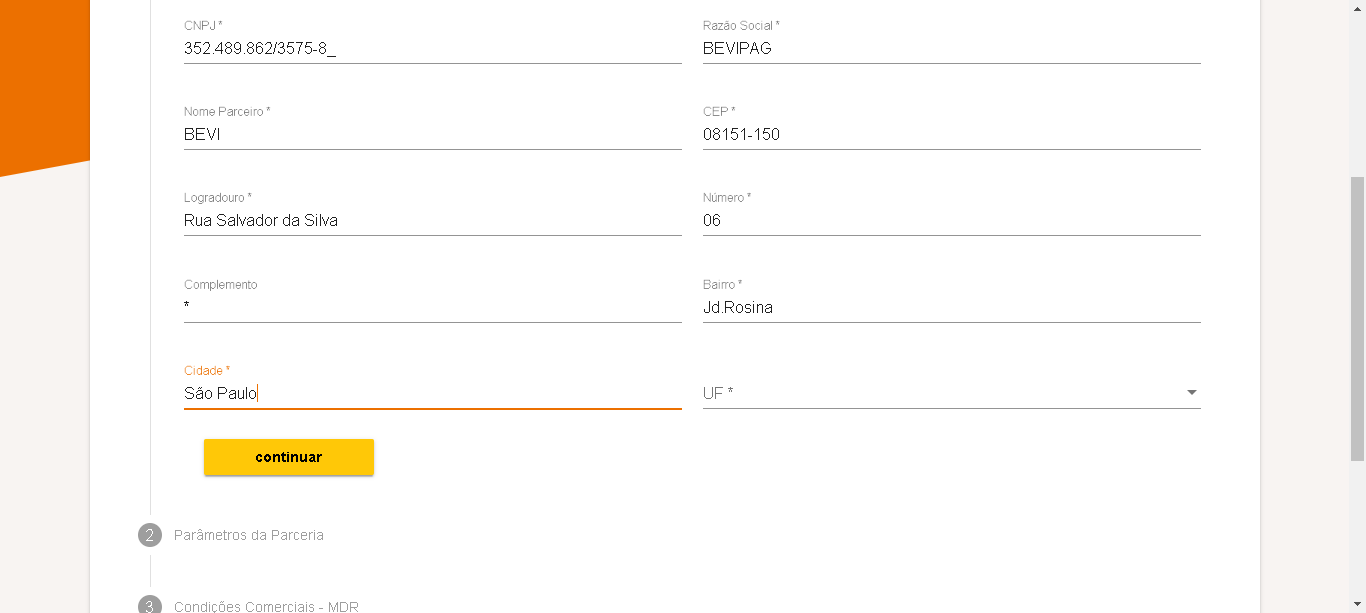 CNPJ *
352.489.862/3575-8_
Razão Social *
BEVIPAG
Nome Parceiro *
BEVI
CEP *
08151-150
Logradouro *
Rua Salvador da Silva
Número *
06
Complemento
*
Bairro *
Jd.Rosina
Cidade *
São Paulo
UF *
continuar
2 Parâmetros da Parceria
3 Condições Comerciais - MDR